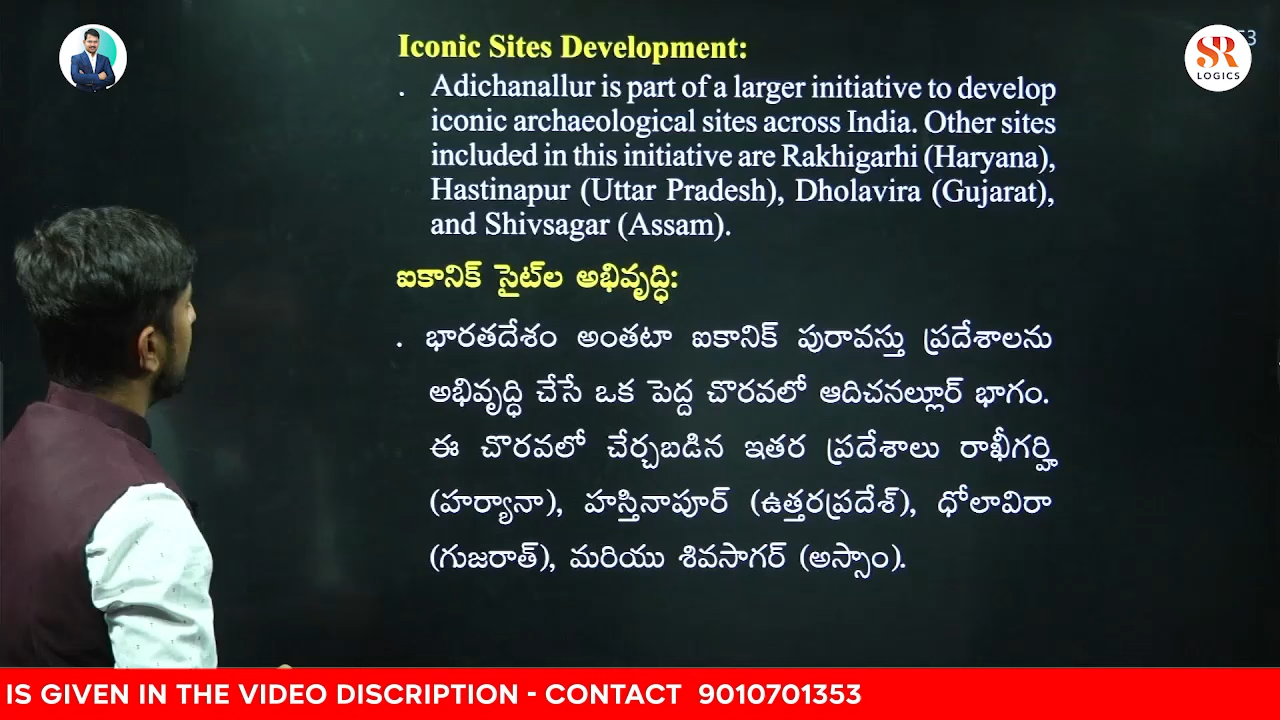 Iconic Sites Development:
. Adichanallur is part of a larger initiative to develop
iconic archaeological sites across India. Other sites
included in this initiative are Rakhigarhi (Haryana),
Hastinapur (Uttar Pradesh), Dholavira (Gujarat),
and Shivsagar (Assam).
ఐకానిక్ సైట్‌ల అభివృద్ధి:
. భారతదేశం అంతటా ఐకానిక్ పురావస్తు ప్రదేశాలను
అభివృద్ధి చేసే ఒక పెద్ద చొరవలో ఆదిచనల్లూర్ భాగం.
ఈ చొరవలో చేర్చబడిన ఇతర ప్రదేశాలు రాఖీగర్హి
(హర్యానా), హస్తినాపూర్ (ఉత్తరప్రదేశ్), ధోలావిరా
(గుజరాత్), మరియు శివసాగర్ (అస్సాం).
SR
LOGICS
IS GIVEN IN THE VIDEO DISCRIPTION - CONTACT 9010701353